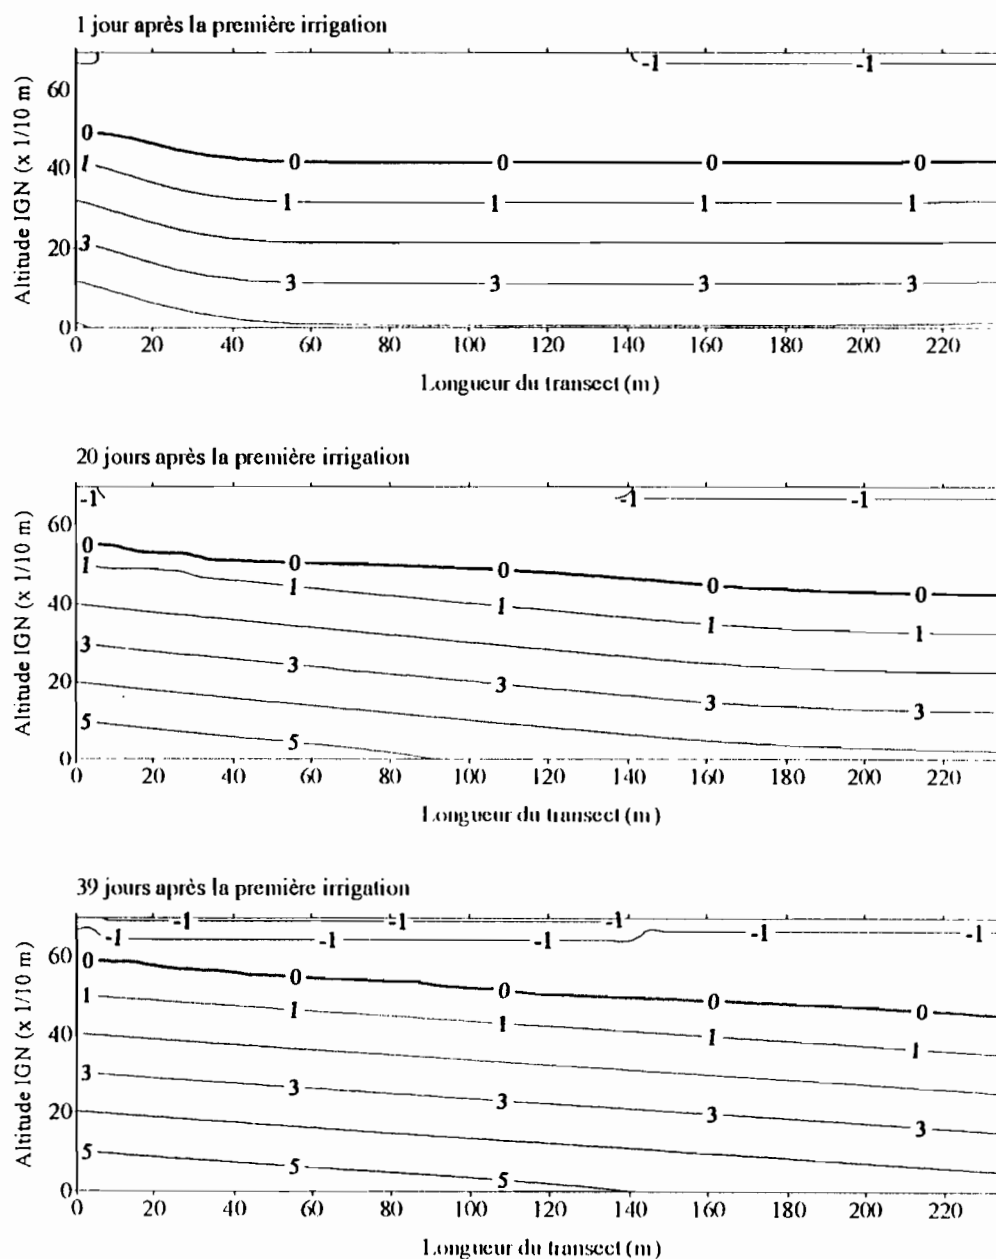 1 jour après la première irrigation
-1 -1
60
0 0 0 0 0
40
1 1 1 1 1
20
3 3 3 3 3
0
0 20 40 60 80 100 120 140 160 180 200 220
Altitude IGN (x 1/10 m)
Longueur du transect (m)
20 jours après la première irrigation
-1 -1 -1
60
0 0 0 0 0
1 1 1 1 1
40
3 3 3 3 3
20
5 5
0
0 20 40 60 80 100 120 140 160 180 200 220
Altitude IGN (x 1/10 m)
Longueur du transect (m)
39 jours après la première irrigation
-1 -1 -1
-1 -1 -1 -1 -1
60
0 0 0 0 0
1 1 1 1 1
40
3 3 3 3 3
20
5 5 5
0
0 20 40 60 80 100 120 140 160 180 200 220
Altitude IGN (x 1/10 m)
Longueur du transect (m)